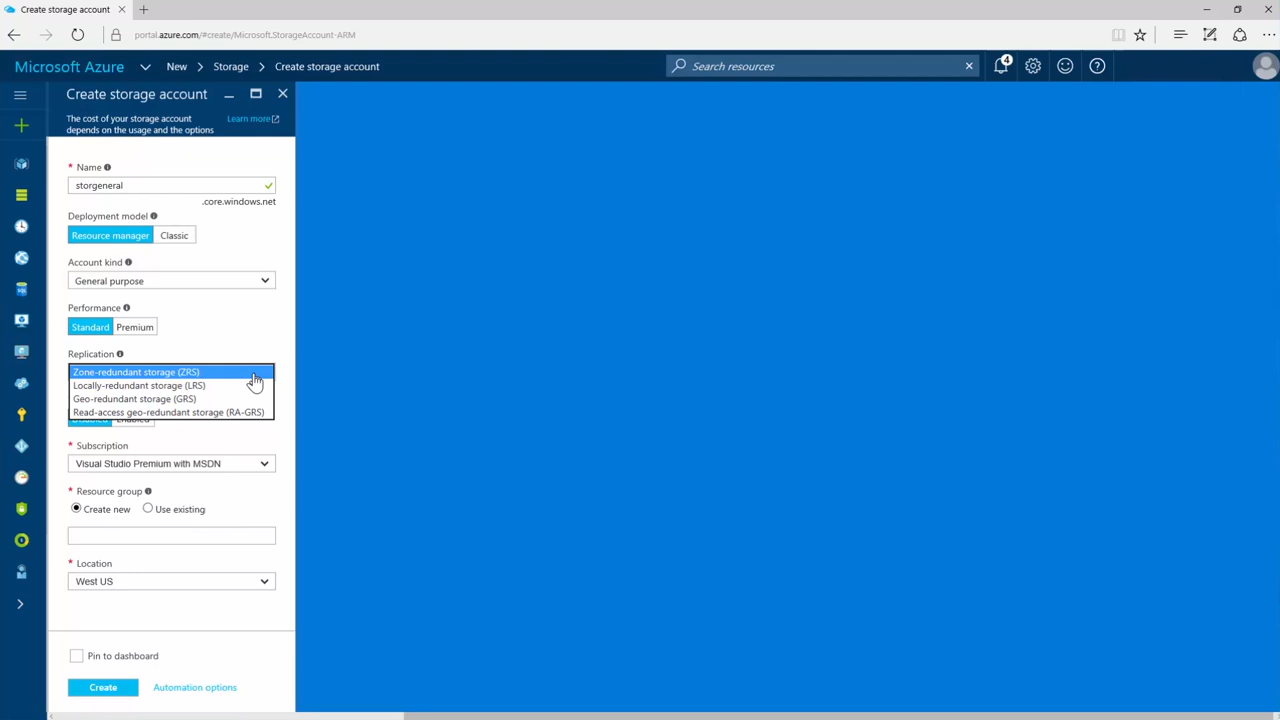 Create storage account
portal.azure.com/#create/Microsoft.StorageAccount-ARM
Microsoft Azure New > Storage > Create storage account Search resources 4
Create storage account
The cost of your storage account
depends on the usage and the options
Learn more
* Name
storgeneral
.core.windows.net
Deployment model
Resource manager Classic
Account kind
General purpose
Performance
Standard Premium
Replication
Zone-redundant storage (ZRS)
Locally-redundant storage (LRS)
Geo-redundant storage (GRS)
Read-access geo-redundant storage (RA-GRS)
Disabled Enabled
* Subscription
Visual Studio Premium with MSDN
* Resource group
Create new Use existing
* Location
West US
Pin to dashboard
Create Automation options